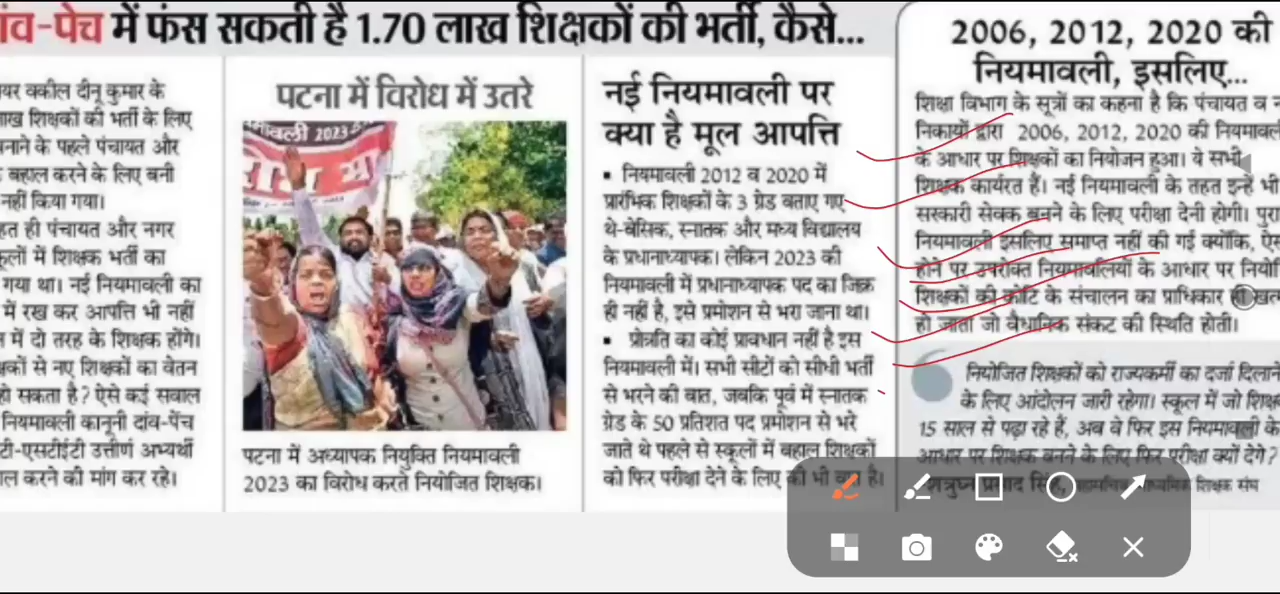 ांव-पेच में फंस सकती है 1.70 लाख शिक्षकों की भर्ती, कैसे...
यर वकील दीनू कुमार के
ाख शिक्षकों की भर्ती के लिए
बनाने के पहले पंचायत और
बहाल करने के लिए बनी
नहीं किया गया।
हत ही पंचायत और नगर
कूलों में शिक्षक भर्ती का
गया था। नई नियमावली का
में रख कर आपत्ति भी नहीं
में दो तरह के शिक्षक होंगे।
क्षकों से नए शिक्षकों का वेतन
हो सकता है? ऐसे कई सवाल
नियमावली कानूनी दांव-पेंच
टी-एसटीईटी उत्तीर्ण अभ्यर्थी
ाल करने की मांग कर रहे।
पटना में विरोध में उतरे
ावली 2023
पटना में अध्यापक नियुक्ति नियमावली
2023 का विरोध करते नियोजित शिक्षक।
नई नियमावली पर
क्या है मूल आपत्ति
▪ नियमावली 2012 व 2020 में
प्रारंभिक शिक्षकों के 3 ग्रेड बताए गए
थे-बेसिक, स्नातक और मध्य विद्यालय
के प्रधानाध्यापक। लेकिन 2023 की
नियमावली में प्रधानाध्यापक पद का जिक्र
ही नहीं है, इसे प्रमोशन से भरा जाना था।
▪ प्रोन्नति का कोई प्रावधान नहीं है इस
नियमावली में। सभी सीटों को सीधी भर्ती
से भरने की बात, जबकि पूर्व में स्नातक
ग्रेड के 50 प्रतिशत पद प्रमोशन से भरे
जाते थे पहले से स्कूलों में बहाल शिक्षकों
को फिर परीक्षा देने के लिए की भी बात है।
2006, 2012, 2020 की
नियमावली, इसलिए...
शिक्षा विभाग के सूत्रों का कहना है कि पंचायत व न
निकायों द्वारा 2006, 2012, 2020 की नियमावल
के आधार पर शिक्षकों का नियोजन हुआ। ये सभी
शिक्षक कार्यरत हैं। नई नियमावली के तहत इन्हें भी
सरकारी सेवक बनने के लिए परीक्षा देनी होगी। पुरा
नियमावली इसलिए समाप्त नहीं की गई क्योंकि, ऐस
होने पर उपरोक्त नियमावलियों के आधार पर नियोि
शिक्षकों की कोटि के संचालन का प्राधिकार ही खत
हो जाता जो वैधानिक संकट की स्थिति होती।
नियोजित शिक्षकों को राज्यकर्मी का दर्जा दिलाने
के लिए आंदोलन जारी रहेगा। स्कूल में जो शिक्ष
15 साल से पढ़ा रहे हैं, अब वे फिर इस नियमावली के
आधार पर शिक्षक बनने के लिए फिर परीक्षा क्यों देंगे?
शत्रुघ्न प्रसाद सिंह, शिक्षक संघ